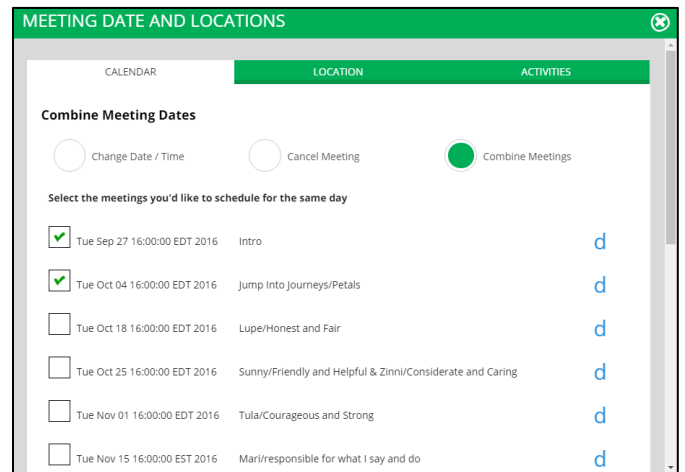 MEETING DATE AND LOCATIONS
CALENDAR LOCATION ACTIVITIES
Combine Meeting Dates
Change Date / Time Cancel Meeting Combine Meetings
Select the meetings you'd like to schedule for the same day
Tue Sep 27 16:00:00 EDT 2016 Intro d
Tue Oct 04 16:00:00 EDT 2016 Jump Into Journeys/Petals d
Tue Oct 18 16:00:00 EDT 2016 Lupe/Honest and Fair d
Tue Oct 25 16:00:00 EDT 2016 Sunny/Friendly and Helpful & Zinni/Considerate and Caring d
Tue Nov 01 16:00:00 EDT 2016 Tula/Courageous and Strong d
Tue Nov 15 16:00:00 EST 2016 Mari/responsible for what I say and do d